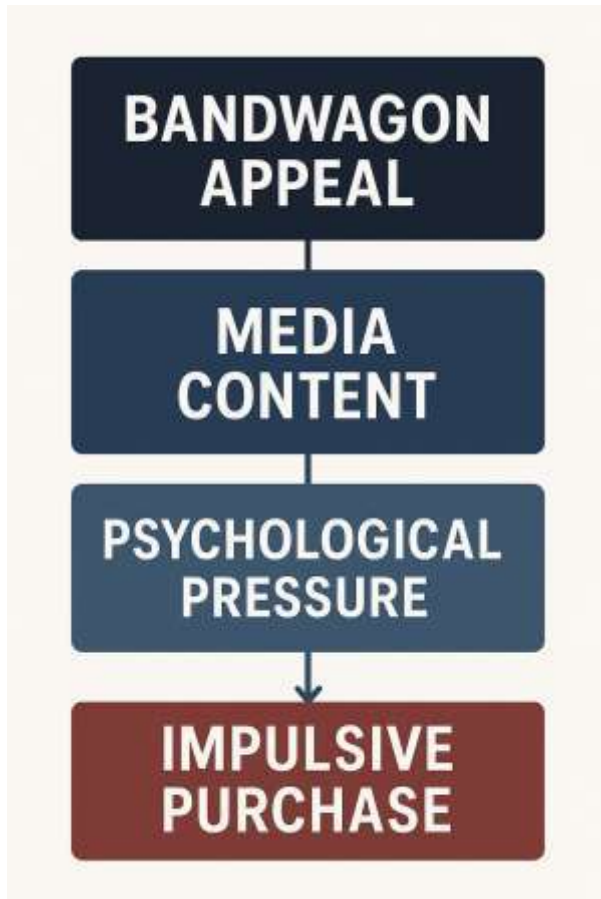 BANDWAGON
APPEAL
MEDIA
CONTENT
PSYCHOLOGICAL
PRESSURE
IMPULSIVE
PURCHASE